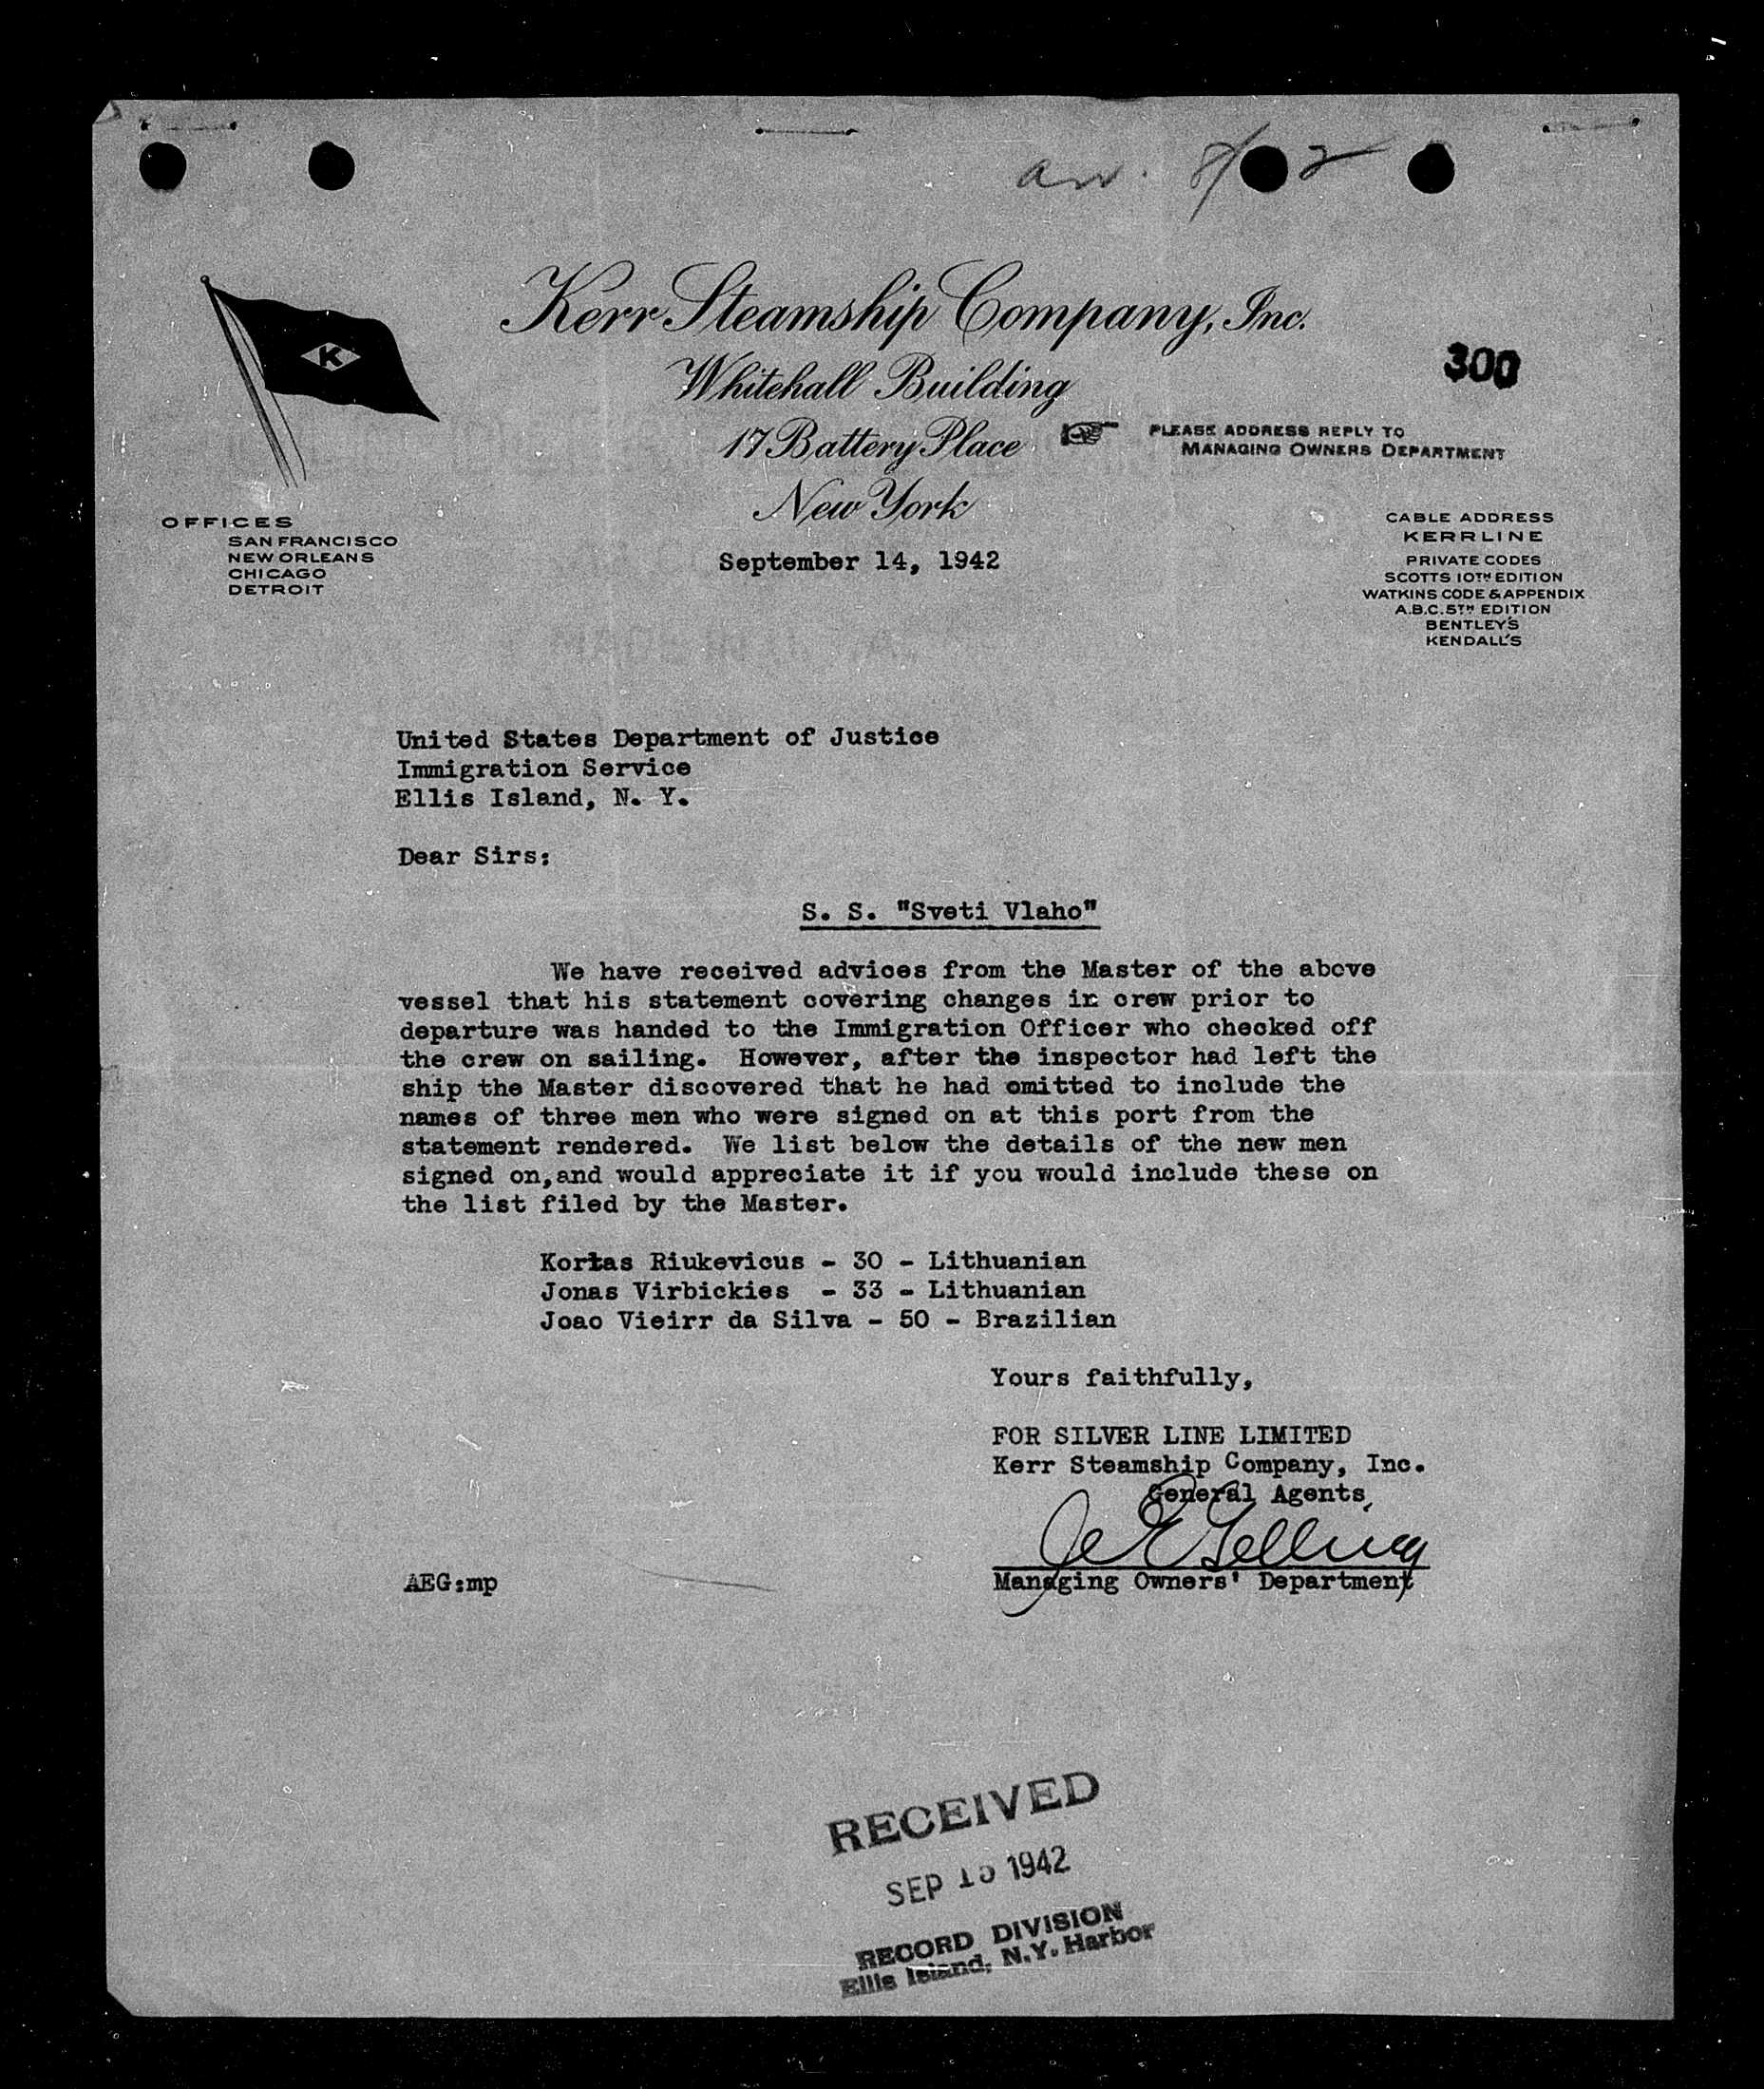 arr. 8/
Kerr Steamship Company, Inc.
K
Whitehall Building
300
17 Battery Place
PLEASE ADDRESS REPLY TO
MANAGING OWNERS DEPARTMENT
New York
OFFICES
SAN FRANCISCO
NEW ORLEANS
CHICAGO
DETROIT
September 14, 1942
CABLE ADDRESS
KERRLINE
PRIVATE CODES
SCOTTS 10TH EDITION
WATKINS CODE & APPENDIX
A.B.C. 5TH EDITION
BENTLEY'S
KENDALL'S
United States Department of Justice
Immigration Service
Ellis Island, N. Y.
Dear Sirs:
S. S. "Sveti Vlaho"
We have received advices from the Master of the above
vessel that his statement covering changes in crew prior to
departure was handed to the Immigration Officer who checked off
the crew on sailing. However, after the inspector had left the
ship the Master discovered that he had omitted to include the
names of three men who were signed on at this port from the
statement rendered. We list below the details of the new men
signed on,and would appreciate it if you would include these on
the list filed by the Master.
Kortas Riukevicus - 30 - Lithuanian
Jonas Virbickies - 33 - Lithuanian
Joao Vieirr da Silva - 50 - Brazilian
Yours faithfully,
FOR SILVER LINE LIMITED
Kerr Steamship Company, Inc.
General Agents
AEG:mp
Managing Owners' Department
RECEIVED
SEP 15 1942
RECORD DIVISION
Ellis Island, N.Y. Harbor